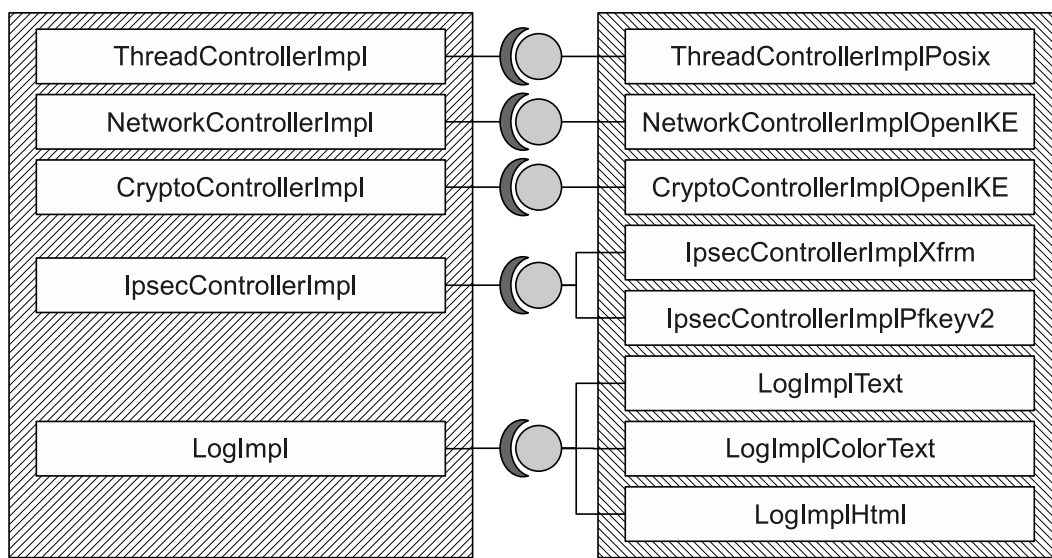 ThreadControllerImpl
ThreadControllerImplPosix
NetworkControllerImpl
NetworkControllerImplOpenIKE
CryptoControllerImpl
CryptoControllerImplOpenIKE
IpsecControllerImplXfrm
IpsecControllerImpl
IpsecControllerImplPfkeyv2
LogImplText
LogImpl
LogImplColorText
LogImplHtml